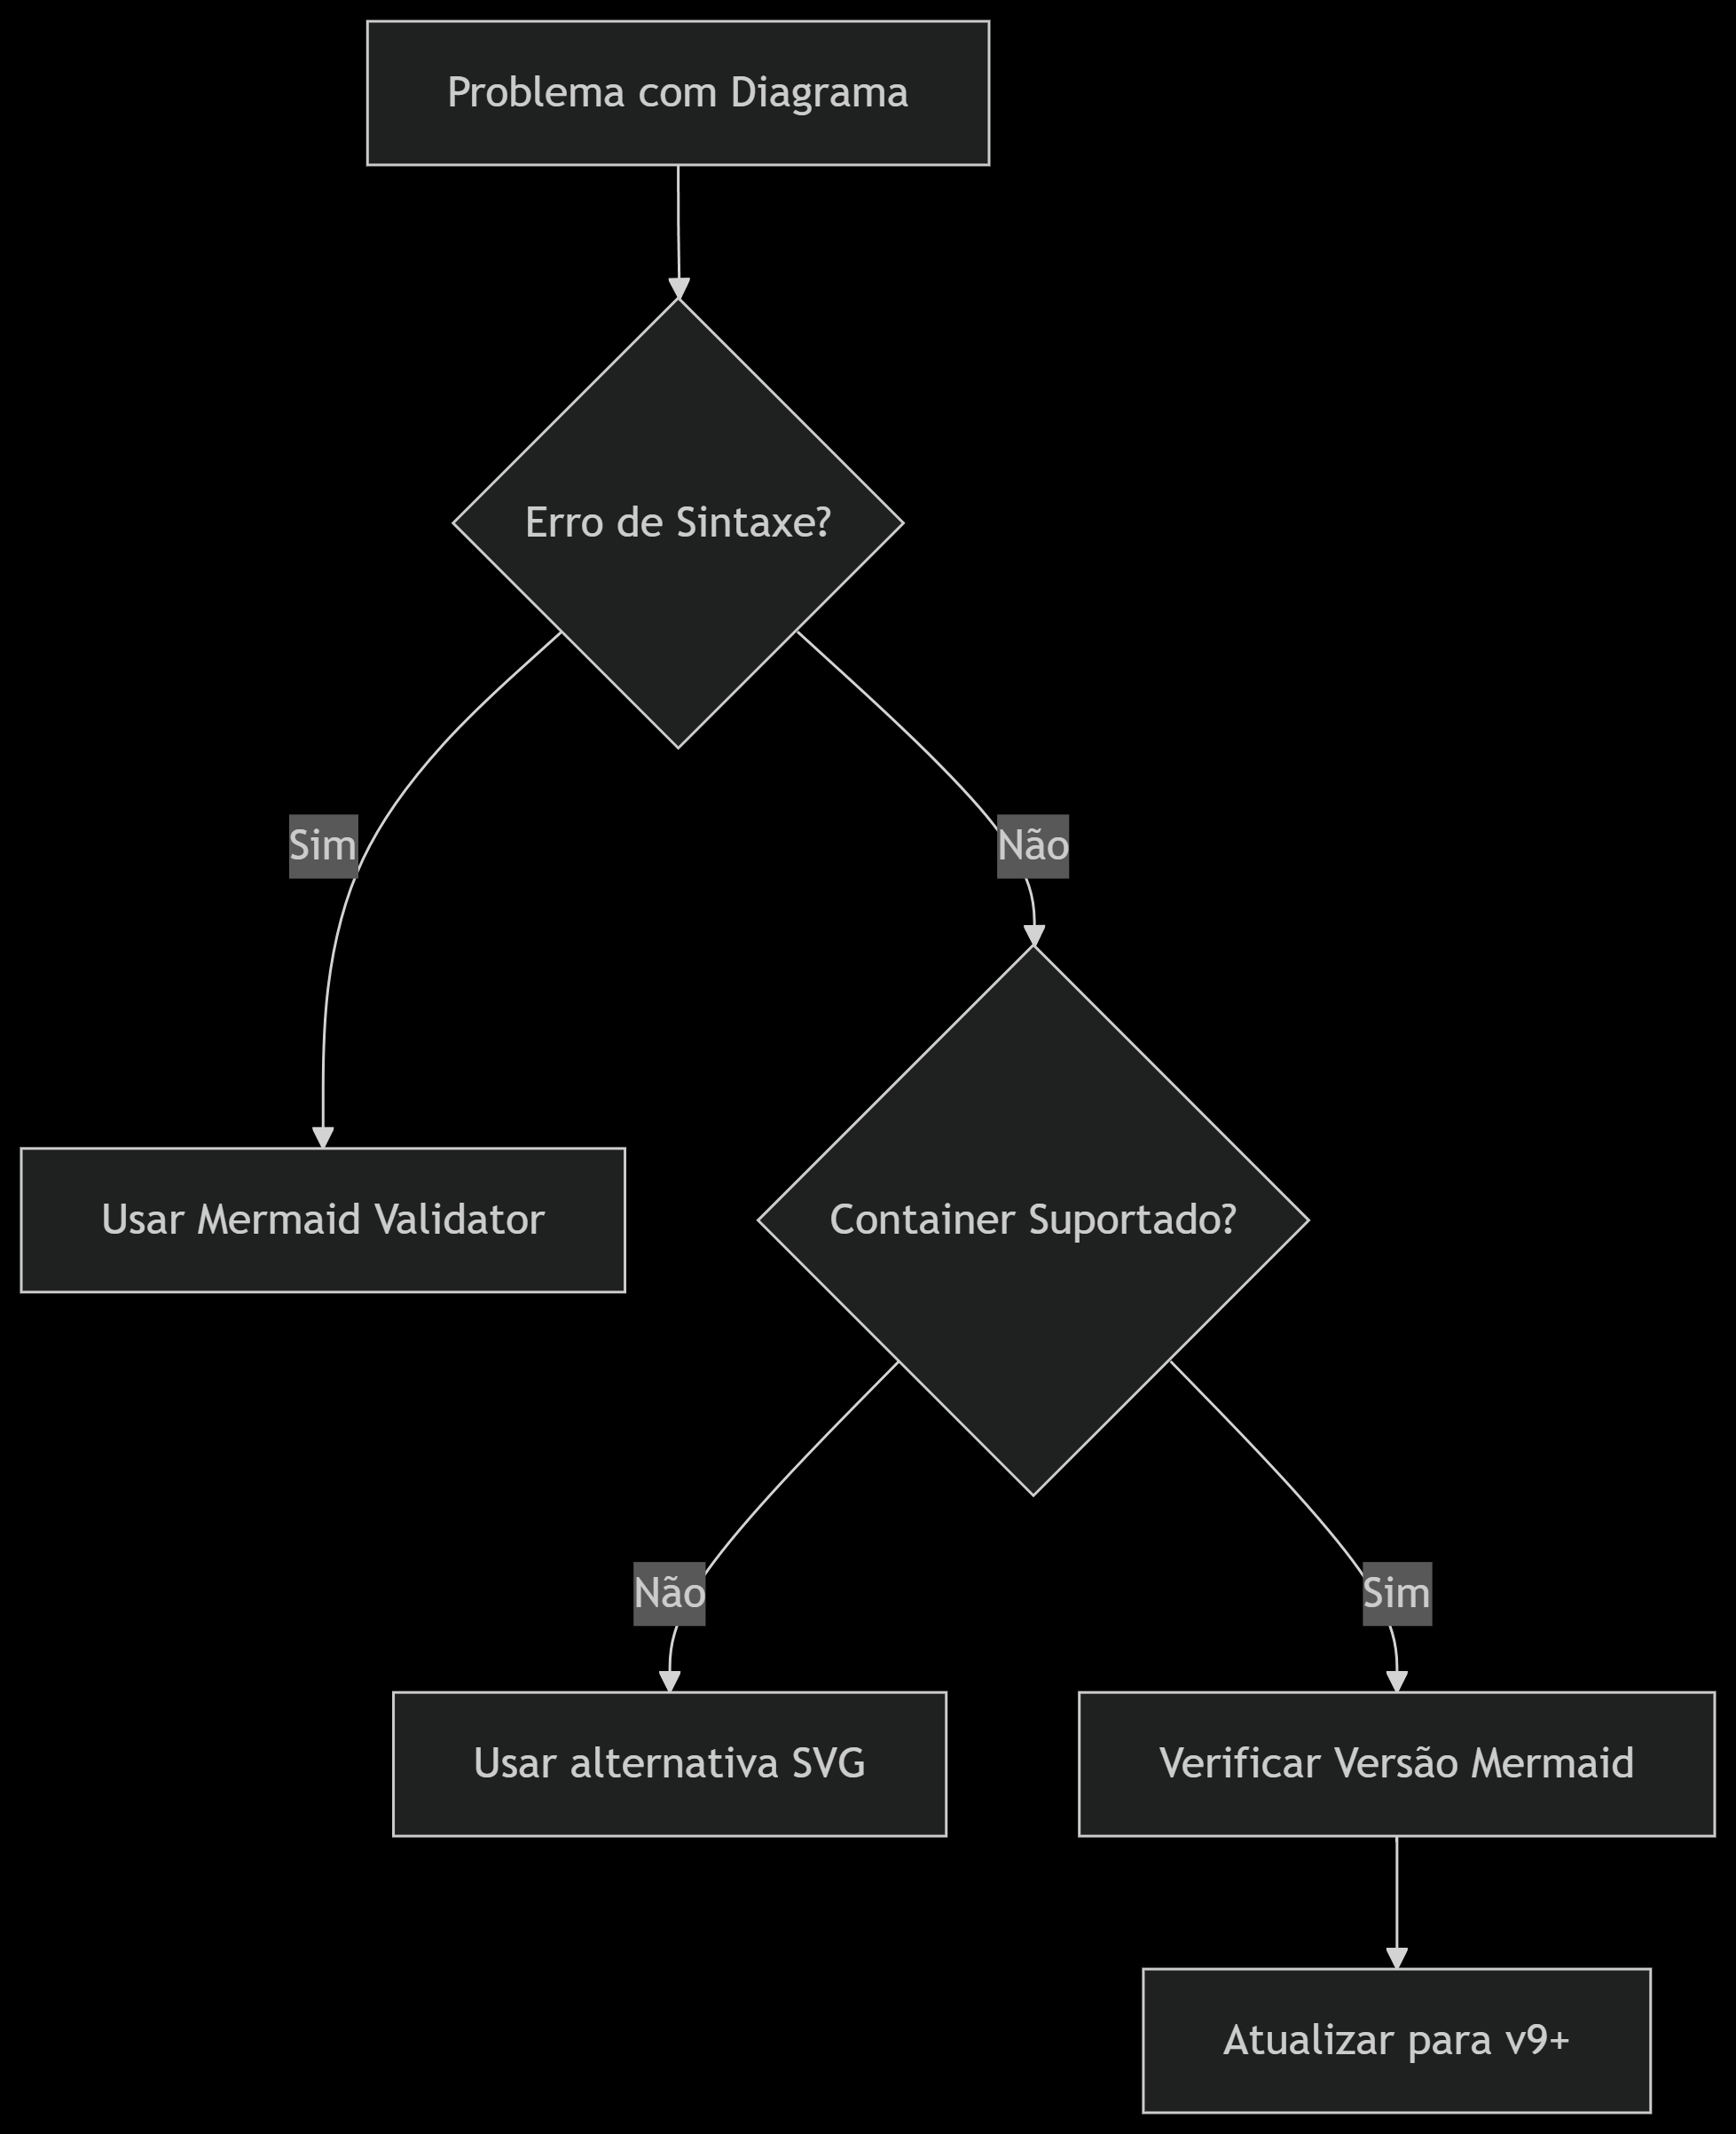 Problema com Diagrama
Erro de Sintaxe?
Sim
Não
Usar Mermaid Validator
Container Suportado?
Não
Sim
Usar alternativa SVG
Verificar Versão Mermaid
Atualizar para v9+